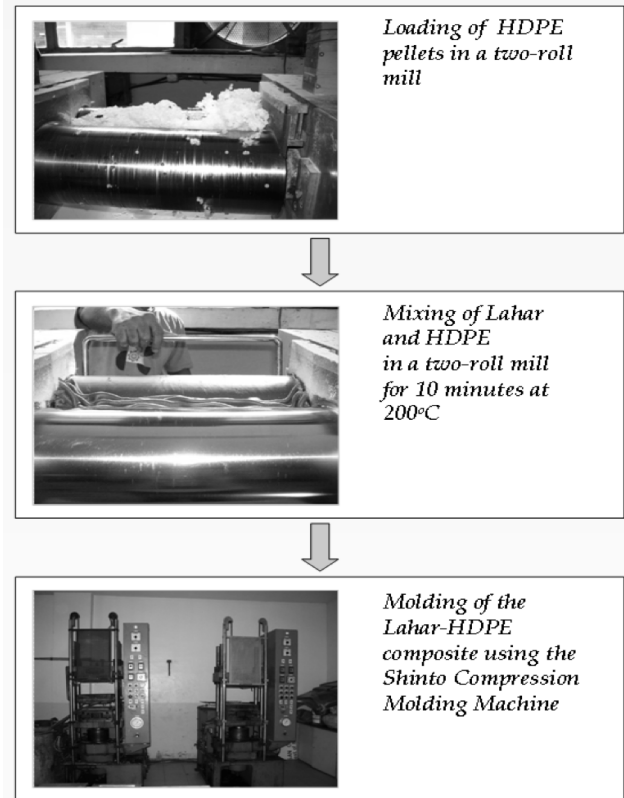 Loading of HDPE
pellets in a two-roll
mill
Mixing of Lahar
and HDPE
in a two-roll mill
for 10 minutes at
200ºC
Molding of the
Lahar-HDPE
composite using the
Shinto Compression
Molding Machine